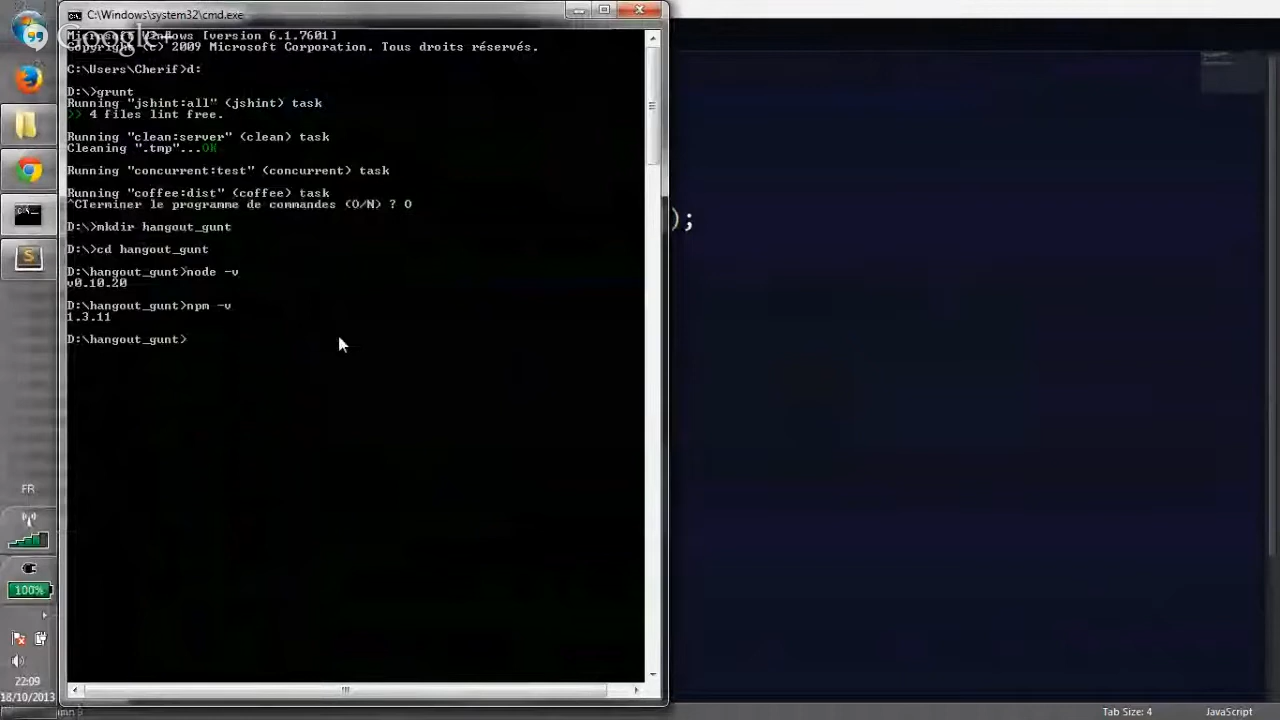 C:\Windows\system32\cmd.exe
Google+
Microsoft Windows [version 6.1.7601]
Copyright (c) 2009 Microsoft Corporation. Tous droits réservés.
C:\Users\Cherif>d:
D:\>grunt
Running "jshint:all" (jshint) task
>> 4 files lint free.
Running "clean:server" (clean) task
Cleaning ".tmp"...OK
Running "concurrent:test" (concurrent) task
Running "coffee:dist" (coffee) task
^CTerminer le programme de commandes (O/N) ? O
D:\>mkdir hangout_gunt
D:\>cd hangout_gunt
D:\hangout_gunt>node -v
v0.10.20
D:\hangout_gunt>npm -v
1.3.11
D:\hangout_gunt>
);
FR
100%
22:09
18/10/2013
Tab Size: 4
JavaScript